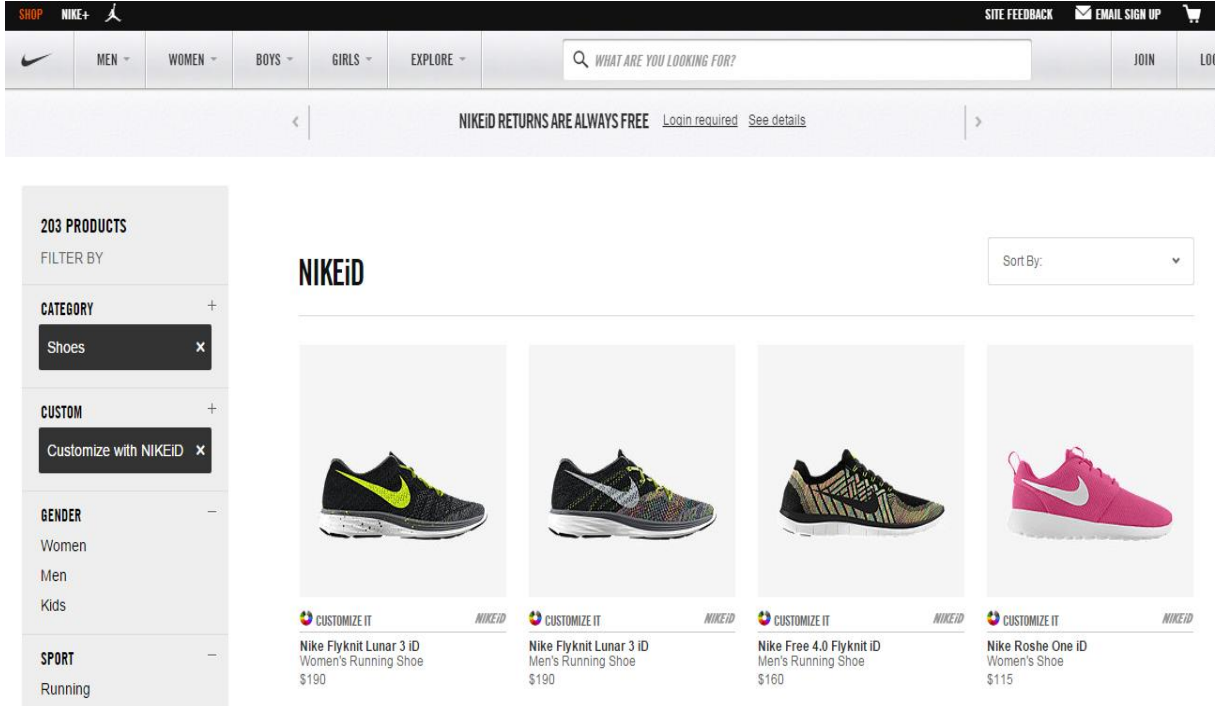 SHOP NIKE+ SITE FEEDBACK EMAIL SIGN UP
MEN WOMEN BOYS GIRLS EXPLORE WHAT ARE YOU LOOKING FOR? JOIN
NIKEiD RETURNS ARE ALWAYS FREE Login required See details
203 PRODUCTS
FILTER BY
NIKEiD
Sort By:
CATEGORY
Shoes
CUSTOM
Customize with NIKEiD
GENDER
Women
Men
Kids
SPORT
Running
CUSTOMIZE IT NIKEiD
Nike Flyknit Lunar 3 iD
Women's Running Shoe
$190
CUSTOMIZE IT NIKEiD
Nike Flyknit Lunar 3 iD
Men's Running Shoe
$190
CUSTOMIZE IT NIKEiD
Nike Free 4.0 Flyknit iD
Men's Running Shoe
$160
CUSTOMIZE IT NIKEiD
Nike Roshe One iD
Women's Shoe
$115